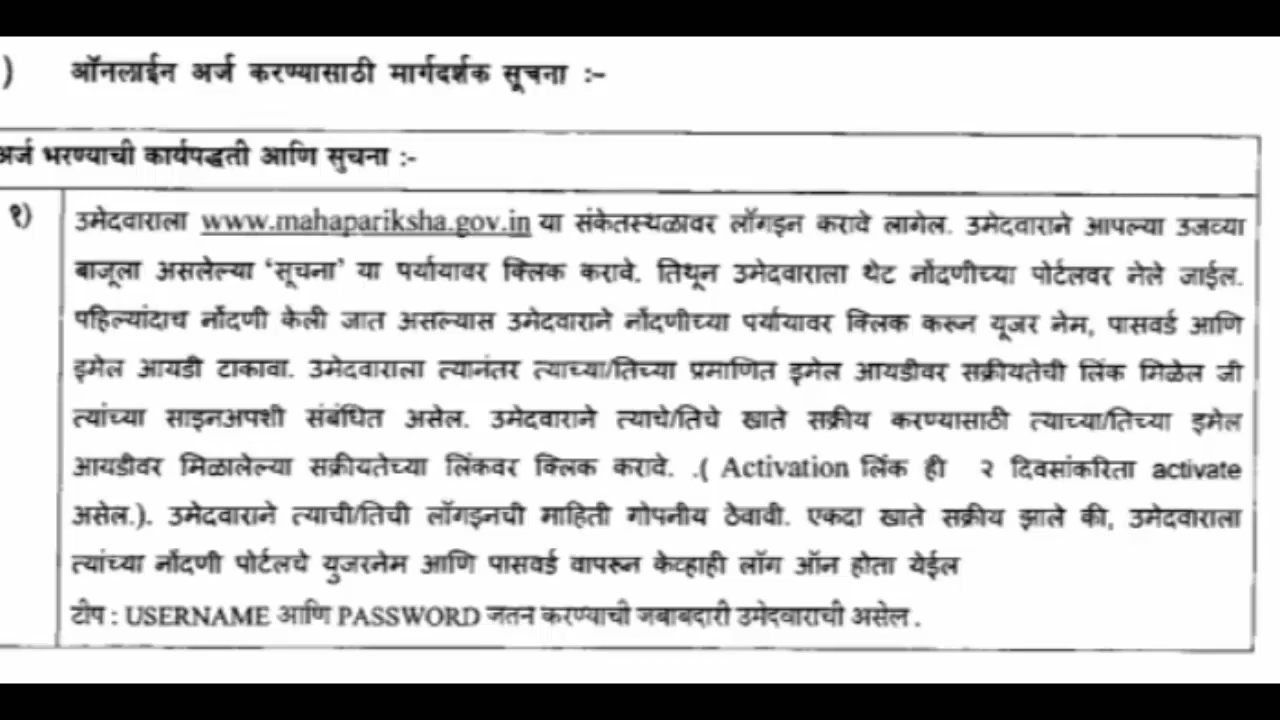 ) ऑनलाईन अर्ज करण्यासाठी मार्गदर्शक सूचना :-
अर्ज भरण्याची कार्यपद्धती आणि सुचना :-
१) उमेदवाराला www.mahapariksha.gov.in या संकेतस्थळावर लॉगइन करावे लागेल. उमेदवाराने आपल्या उजव्या
बाजूला असलेल्या ‘सूचना’ या पर्यायावर क्लिक करावे. तिथून उमेदवाराला थेट नोंदणीच्या पोर्टलवर नेले जाईल.
पहिल्यांदाच नोंदणी केली जात असल्यास उमेदवाराने नोंदणीच्या पर्यायावर क्लिक करून यूजर नेम, पासवर्ड आणि
इमेल आयडी टाकावा. उमेदवाराला त्यानंतर त्याच्या/तिच्या प्रमाणित इमेल आयडीवर सक्रीयतेची लिंक मिळेल जी
त्यांच्या साइनअपशी संबंधित असेल. उमेदवाराने त्याचे/तिचे खाते सक्रीय करण्यासाठी त्याच्या/तिच्या इमेल
आयडीवर मिळालेल्या सक्रीयतेच्या लिंकवर क्लिक करावे. .( Activation लिंक ही २ दिवसांकरिता activate
असेल.). उमेदवाराने त्याची/तिची लॉगइनची माहिती गोपनीय ठेवावी. एकदा खाते सक्रीय झाले की, उमेदवाराला
त्यांच्या नोंदणी पोर्टलचे युजरनेम आणि पासवर्ड वापरून केव्हाही लॉग ऑन होता येईल
टीप : USERNAME आणि PASSWORD जतन करण्याची जबाबदारी उमेदवाराची असेल .